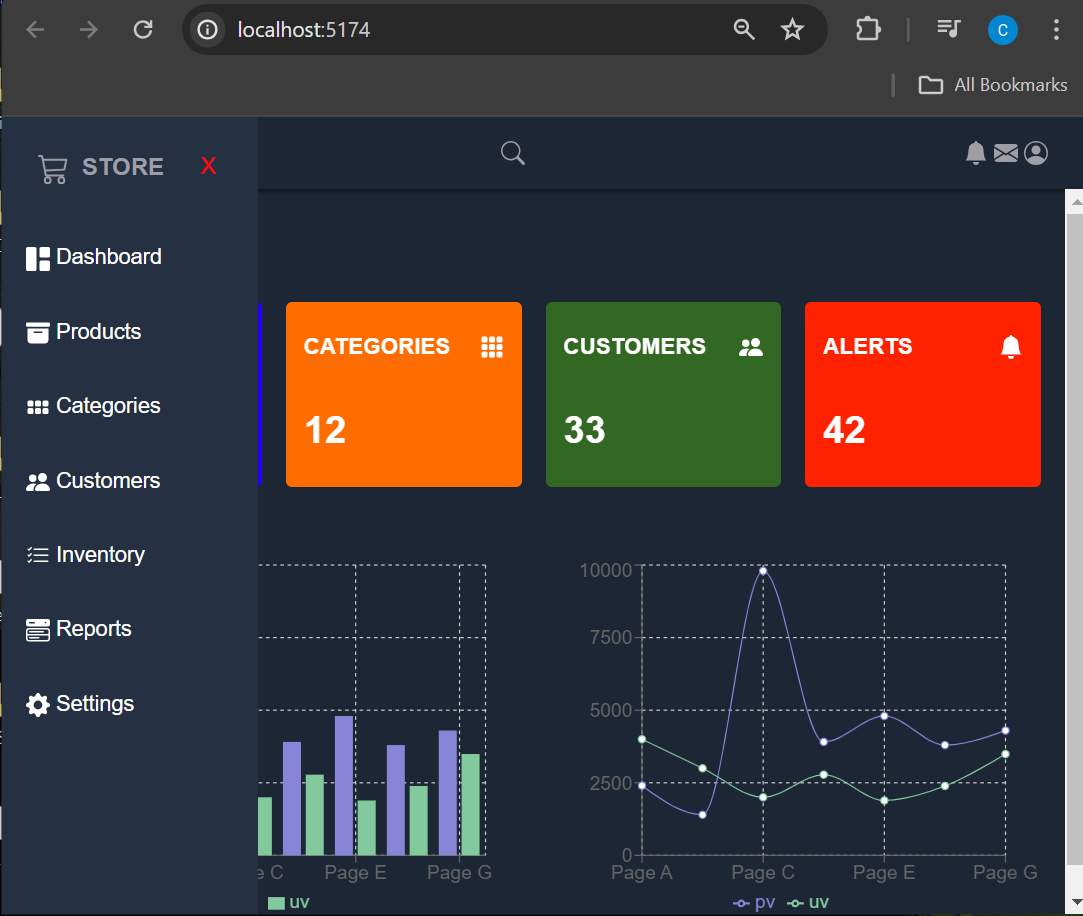 localhost:5174
All Bookmarks
STORE X
Dashboard
Products
Categories
Customers
Inventory
Reports
Settings
CATEGORIES
12
CUSTOMERS
33
ALERTS
42
e C Page E Page G
uv
10000
7500
5000
2500
0
Page A Page C Page E Page G
pv uv
C